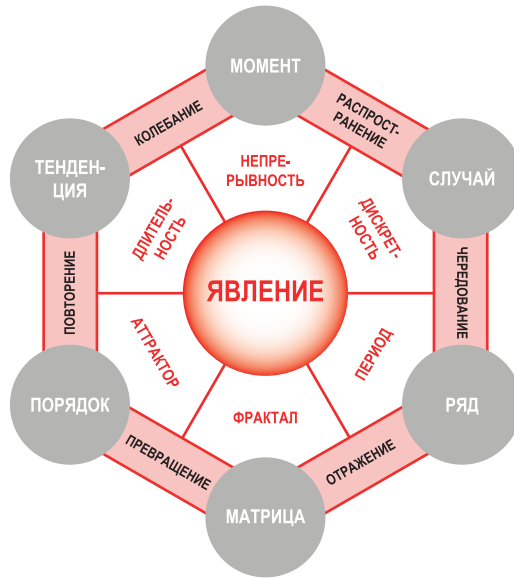 МОМЕНТ
КОЛЕБАНИЕ
РАСПРОСТ-
РАНЕНИЕ
ТЕНДЕН-
ЦИЯ
НЕПРЕ-
РЫВНОСТЬ
СЛУЧАЙ
ДЛИТЕЛЬ-
НОСТЬ
ДИСКРЕТ-
НОСТЬ
ПОВТОРЕНИЕ
ЯВЛЕНИЕ
ЧЕРЕДОВАНИЕ
АТТРАКТОР
ПЕРИОД
ПОРЯДОК
ФРАКТАЛ
РЯД
ПРЕВРАЩЕНИЕ
ОТРАЖЕНИЕ
МАТРИЦА